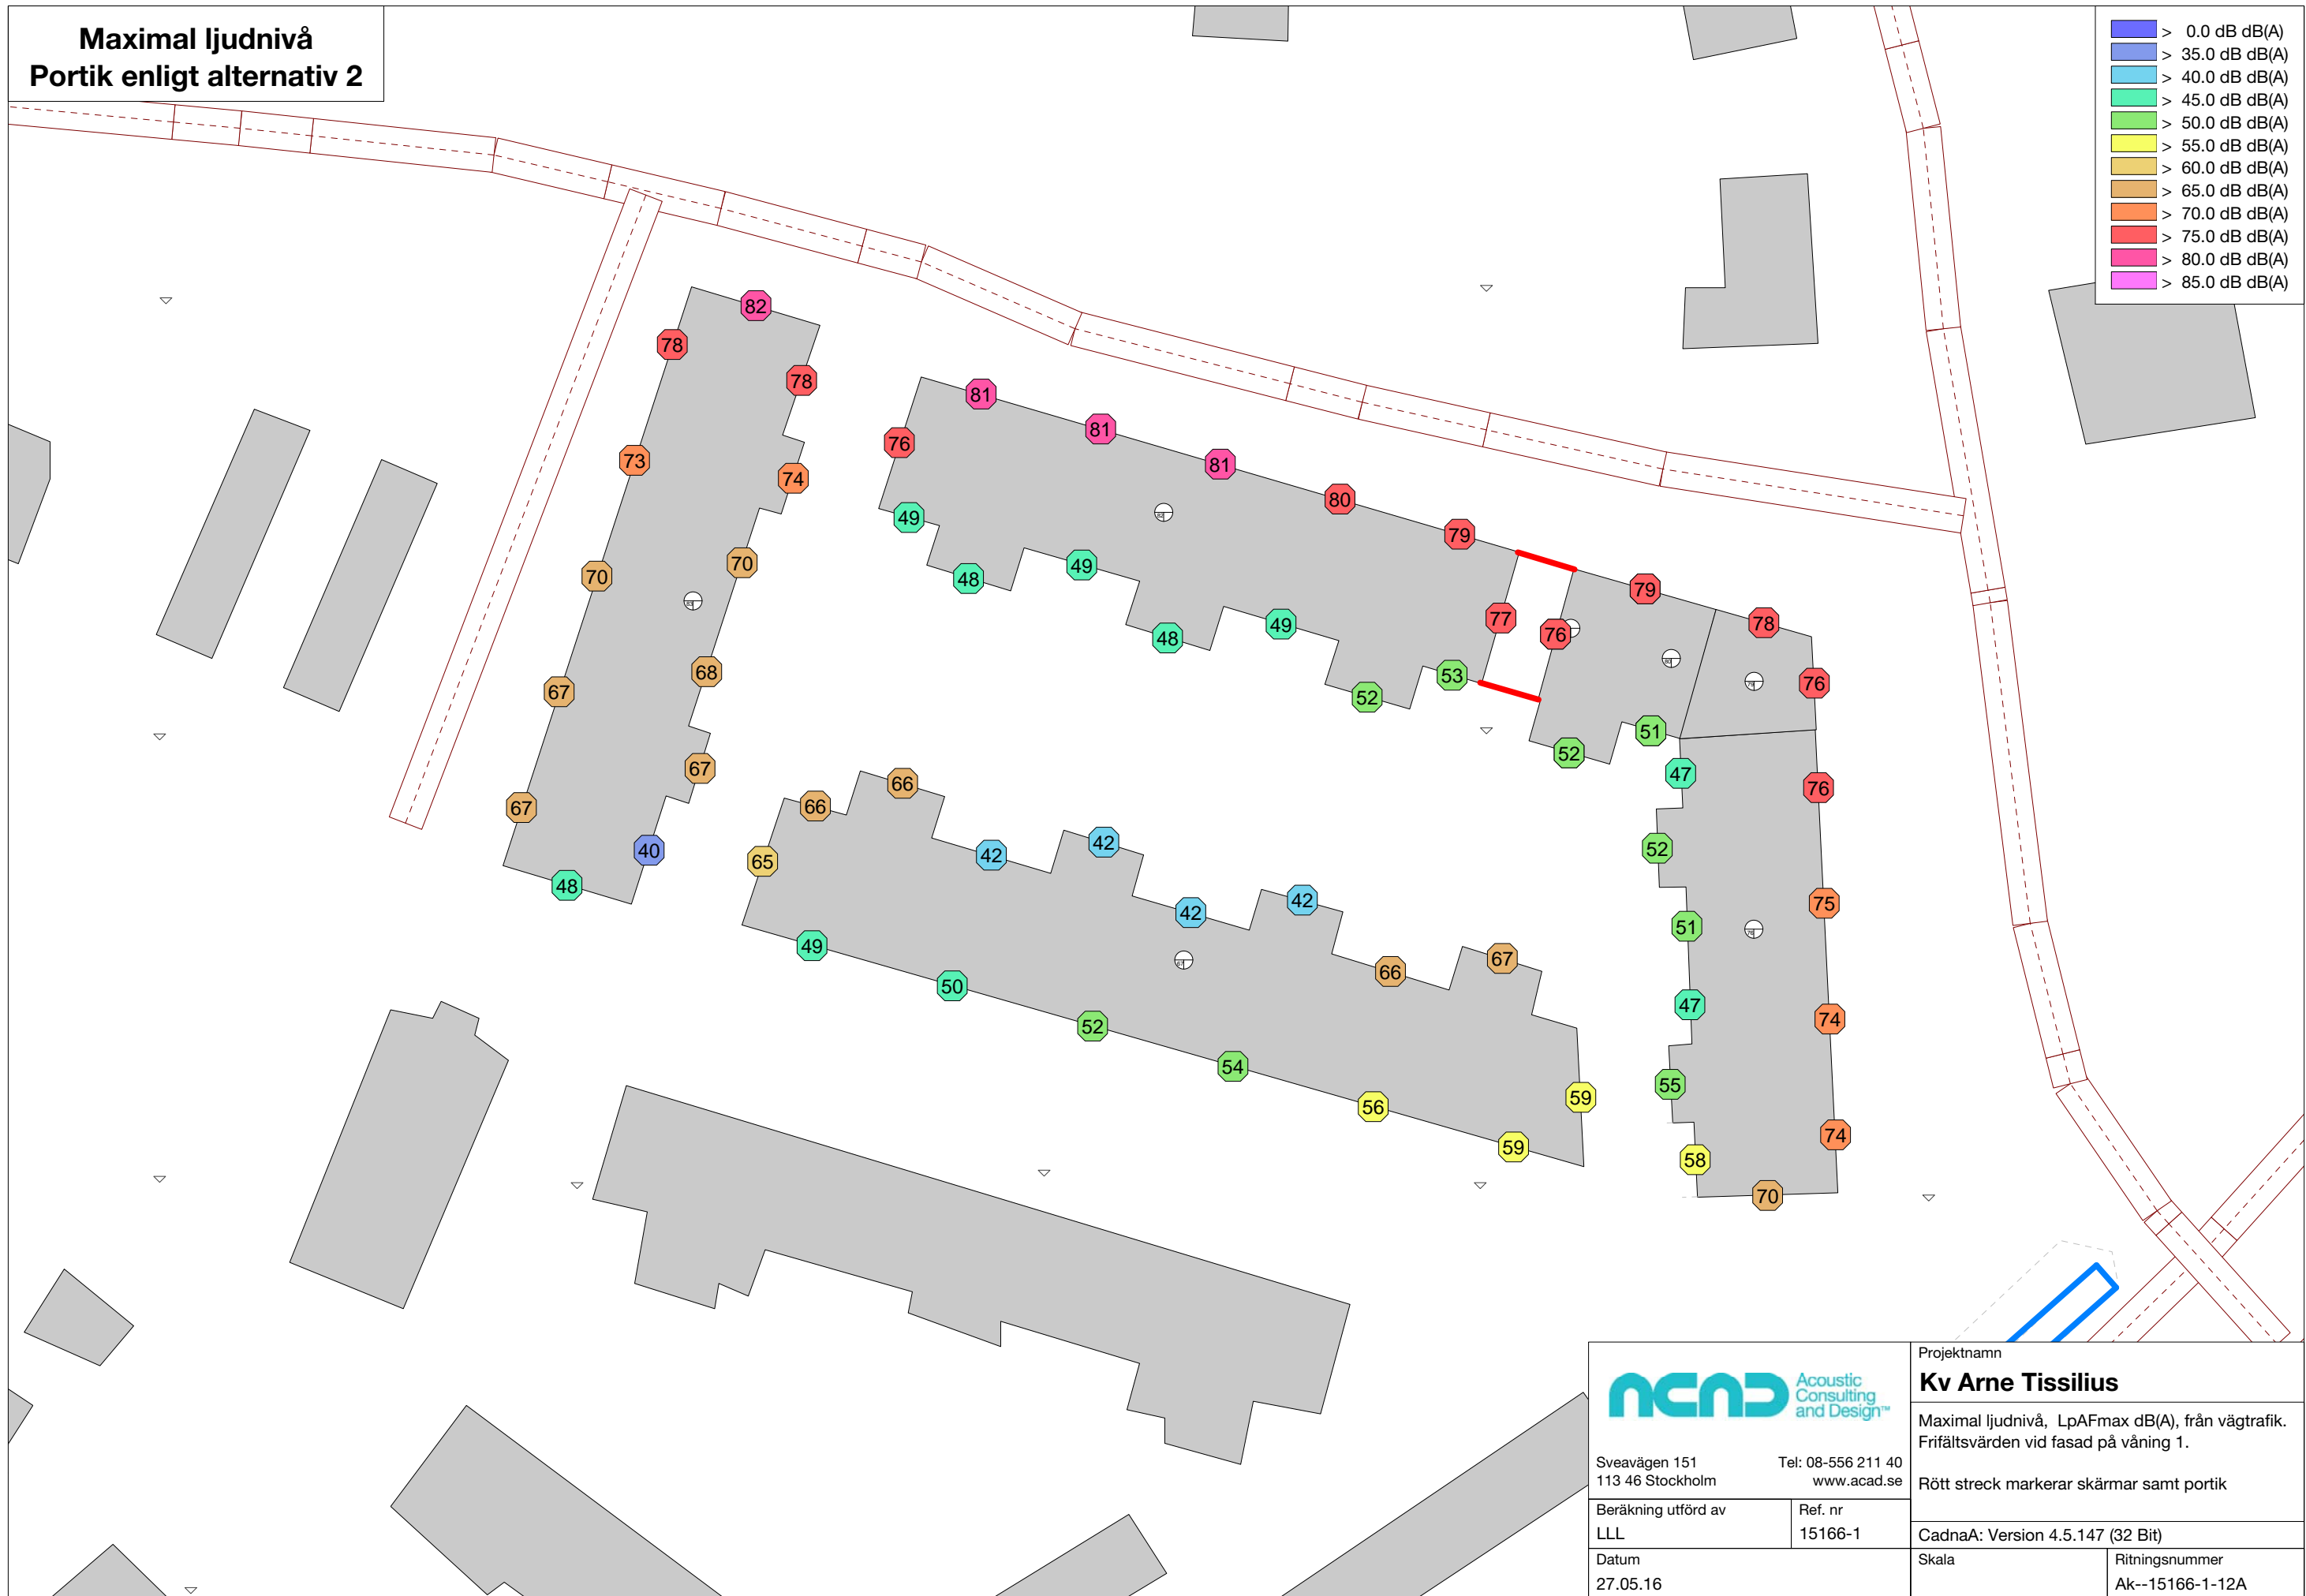 Maximal ljudnivå
Portik enligt alternativ 2
> 0.0 dB dB(A)
> 35.0 dB dB(A)
> 40.0 dB dB(A)
> 45.0 dB dB(A)
> 50.0 dB dB(A)
> 55.0 dB dB(A)
> 60.0 dB dB(A)
> 65.0 dB dB(A)
> 70.0 dB dB(A)
> 75.0 dB dB(A)
> 80.0 dB dB(A)
> 85.0 dB dB(A)
82
78
78
81
81
76
73
81
74
80
49
79
70
49
70
48
79
77
78
49
76
48
68
53
76
67
52
51
52
67
47
66
76
66
67
42
52
40
42
65
48
42
75
42
51
49
67
66
50
47
74
52
54
55
59
56
74
59
58
70
acad
Acoustic
Consulting
and Design™
Sveavägen 151
113 46 Stockholm
Tel: 08-556 211 40
www.acad.se
Beräkning utförd av
LLL
Ref. nr
15166-1
Datum
27.05.16
Projektnamn
Kv Arne Tissilius
Maximal ljudnivå, LpAFmax dB(A), från vägtrafik.
Frifältsvärden vid fasad på våning 1.
Rött streck markerar skärmar samt portik
CadnaA: Version 4.5.147 (32 Bit)
Skala
Ritningsnummer
Ak--15166-1-12A